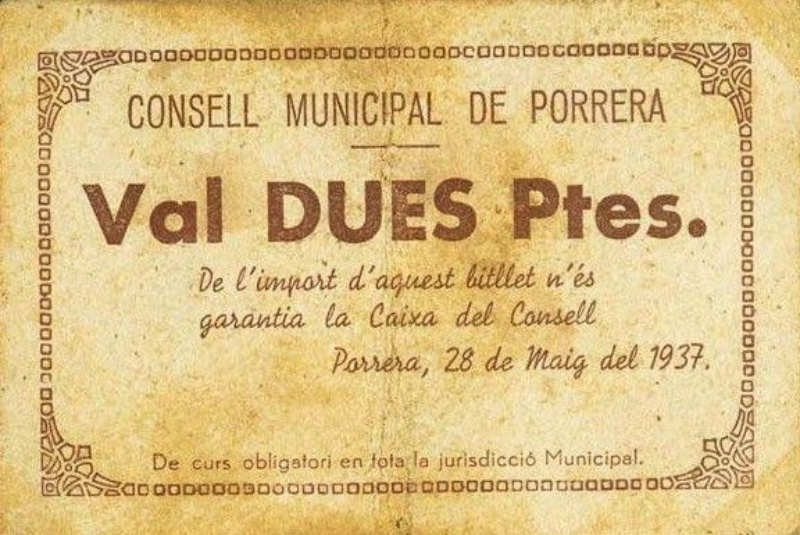 CONSELL MUNICIPAL DE PORRERA
Val DUES Ptes.
De l'import d'aquest bitllet n'és
garantia la Caixa del Consell
Porrera, 28 de Maig del 1937.
De curs obligatori en tota la jurisdicció Municipal.